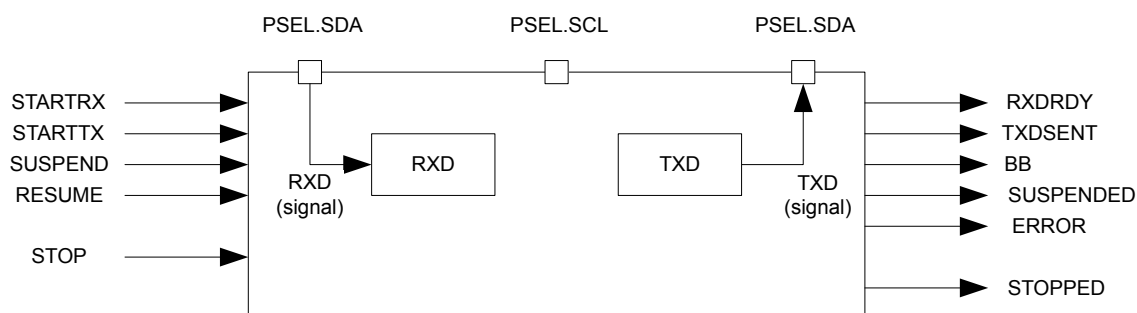 PSEL.SDA PSEL.SCL PSEL.SDA
STARTRX
STARTTX
SUSPEND
RESUME
STOP
RXD
(signal)
RXD
TXD
TXD
(signal)
RXDRDY
TXDSENT
BB
SUSPENDED
ERROR
STOPPED